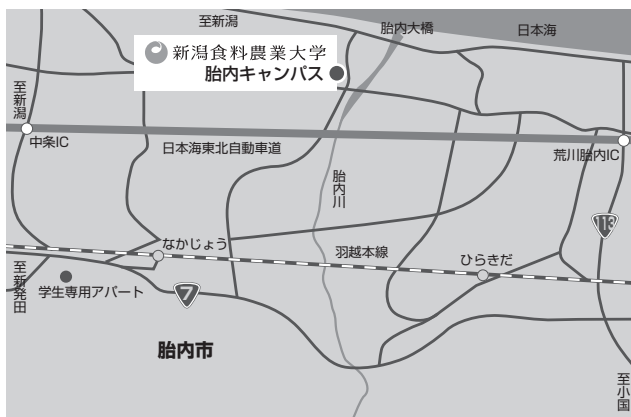 至新潟
胎内大橋
日本海
新潟食料農業大学
胎内キャンパス
至新潟
中条IC
日本海東北自動車道
荒川胎内IC
胎内川
113
なかじょう
羽越本線
ひらきだ
至新発田
学生専用アパート
7
胎内市
至小国